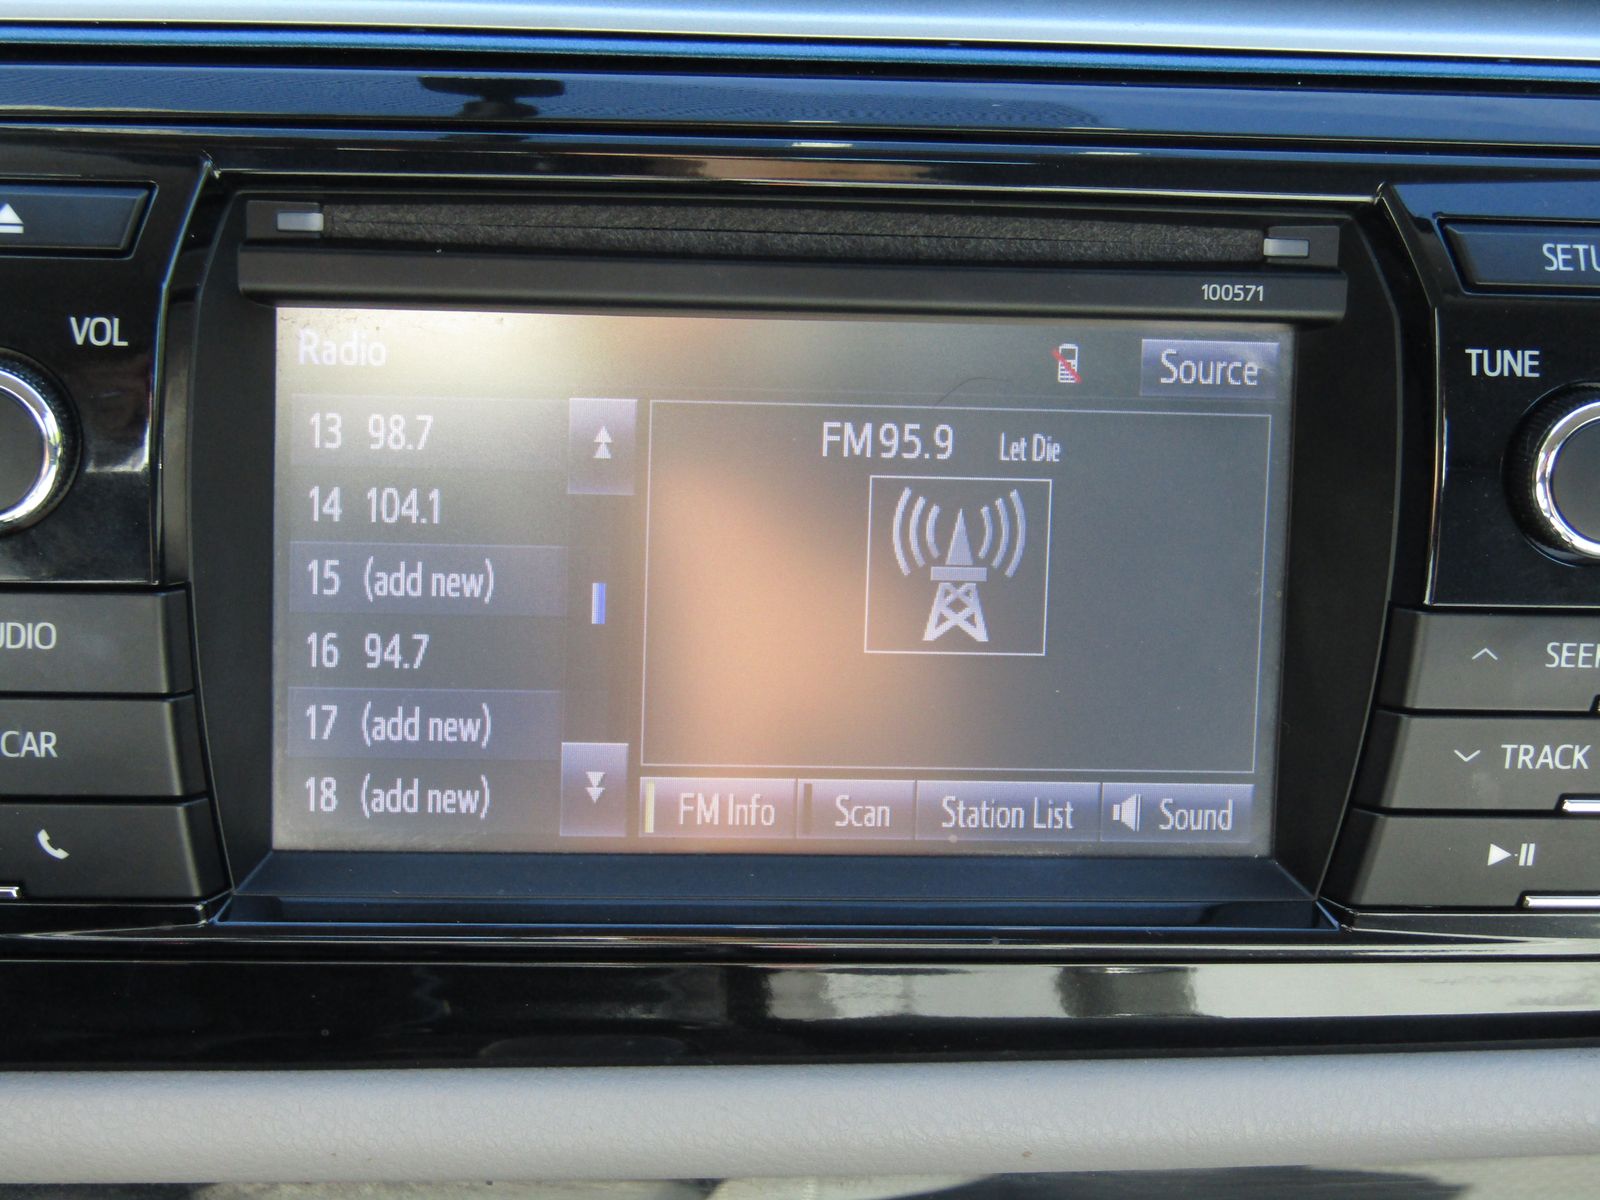 100571
VOL
SETU
TUNE
Radio
Source
13 98.7
14 104.1
15 (add new)
16 94.7
17 (add new)
18 (add new)
FM95.9 Let Die
FM Info
Scan
Station List
Sound
UDIO
CAR
SEEK
TRACK